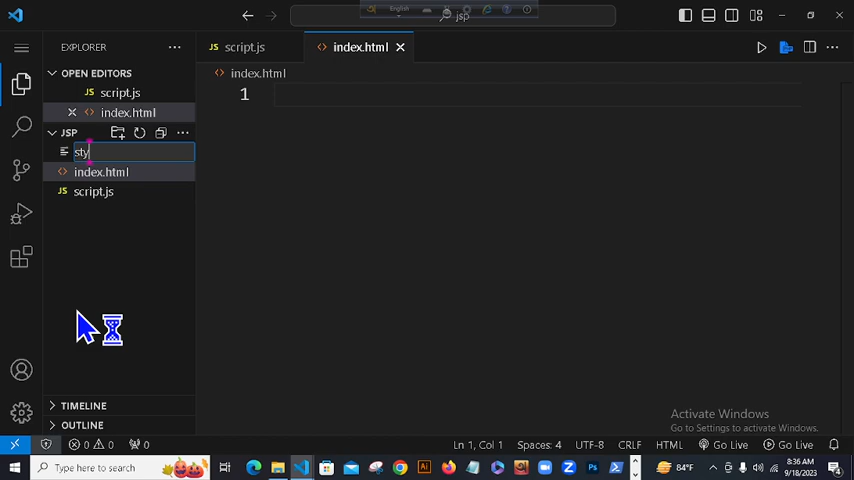 English
jsp
EXPLORER
script.js
index.html
OPEN EDITORS
index.html
script.js
index.html
1
JSP
sty
index.html
script.js
TIMELINE
OUTLINE
Activate Windows
Go to Settings to activate Windows.
0
0
0
Ln 1, Col 1
Spaces: 4
UTF-8
CRLF
HTML
Go Live
Go Live
Type here to search
84°F
8:36 AM
9/18/2023
4